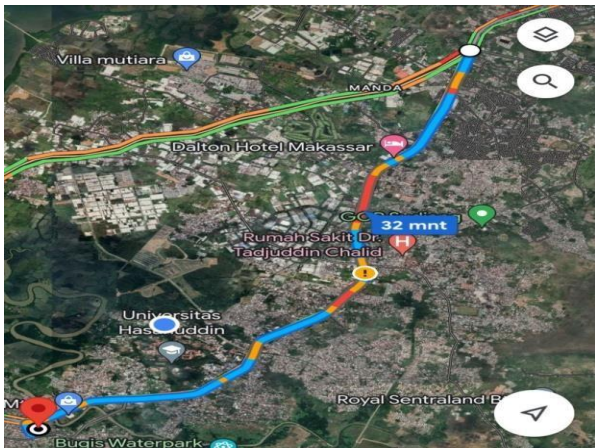 Villa mutiara
MANDA
Dalton Hotel Makassar
32 mnt
Rumah Sakit Dr.
Tadjuddin Chalid
H
Universitas
Hasanuddin
Royal Sentraland B
M
Bugis Waterpark